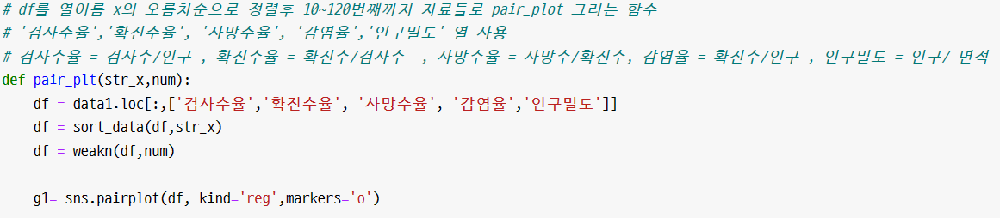 # df를 열이름 x의 오름차순으로 정렬후 10~120번째까지 자료들로 pair_plot 그리는 함수
# '검사수율','확진수율', '사망수율', '감염율','인구밀도' 열 사용
# 검사수율 = 검사수/인구 , 확진수율 = 확진수/검사수  , 사망수율 = 사망수/확진수, 감염율 = 확진수/인구 , 인구밀도 = 인구/ 면적
def pair_plt(str_x,num):
    df = data1.loc[:,['검사수율','확진수율', '사망수율', '감염율','인구밀도']]
    df = sort_data(df,str_x)
    df = weakn(df,num)
    g1= sns.pairplot(df, kind='reg',markers='o')